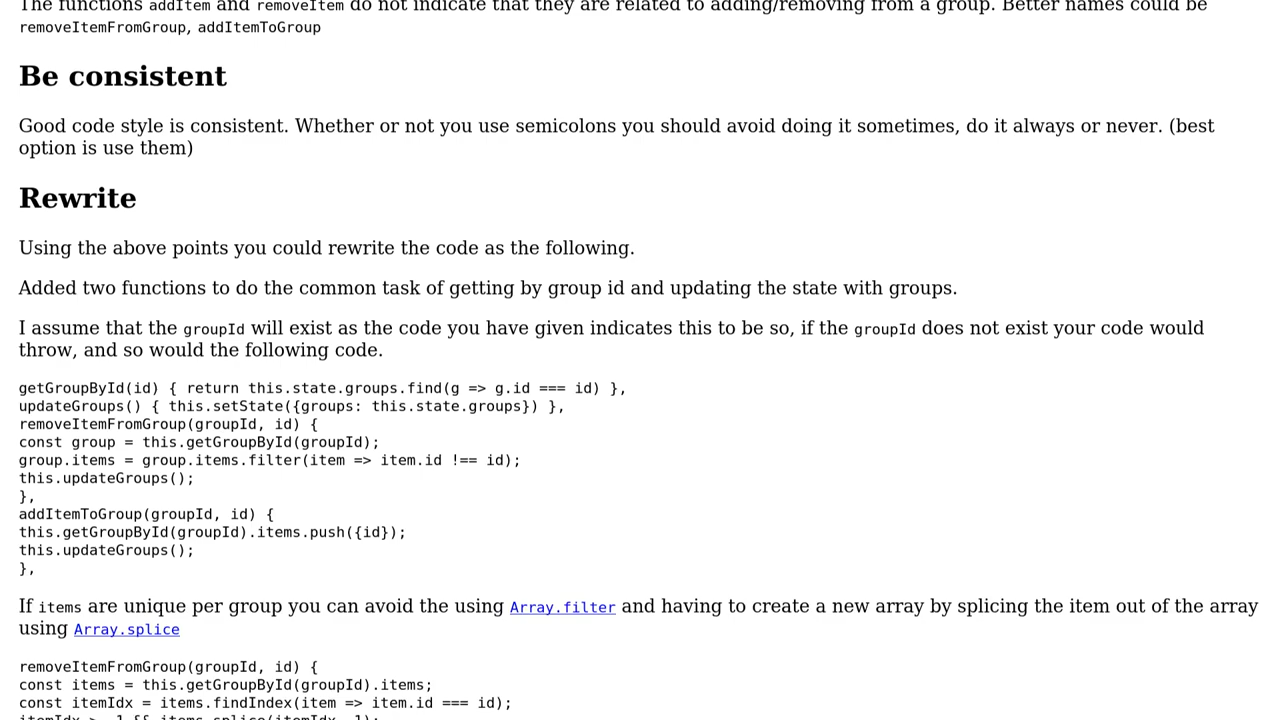 The functions addItem and removeItem do not indicate that they are related to adding/removing from a group. Better names could be
removeItemFromGroup, addItemToGroup
Be consistent
Good code style is consistent. Whether or not you use semicolons you should avoid doing it sometimes, do it always or never. (best
option is use them)
Rewrite
Using the above points you could rewrite the code as the following.
Added two functions to do the common task of getting by group id and updating the state with groups.
I assume that the groupId will exist as the code you have given indicates this to be so, if the groupId does not exist your code would
throw, and so would the following code.
getGroupById(id) { return this.state.groups.find(g => g.id === id) },
updateGroups() { this.setState({groups: this.state.groups}) },
removeItemFromGroup(groupId, id) {
const group = this.getGroupById(groupId);
group.items = group.items.filter(item => item.id !== id);
this.updateGroups();
},
addItemToGroup(groupId, id) {
this.getGroupById(groupId).items.push({id});
this.updateGroups();
},
If items are unique per group you can avoid the using Array.filter and having to create a new array by splicing the item out of the array
using Array.splice
removeItemFromGroup(groupId, id) {
const items = this.getGroupById(groupId).items;
const itemIdx = items.findIndex(item => item.id === id);
itemIdx > -1 && items.splice(itemIdx, 1);